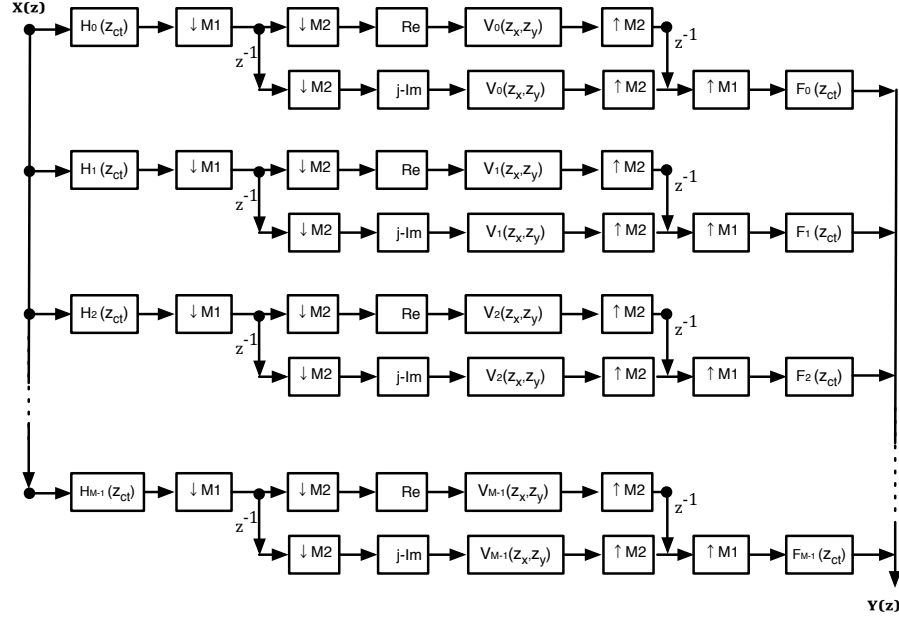 X(z)
H0(zct) ↓M1 ↓M2 Re V0(zx,zy) ↑M2
z-1 z-1
↓M2 j-Im V0(zx,zy) ↑M2 ↑M1 F0(zct)
H1(zct) ↓M1 ↓M2 Re V1(zx,zy) ↑M2
z-1 z-1
↓M2 j-Im V1(zx,zy) ↑M2 ↑M1 F1(zct)
H2(zct) ↓M1 ↓M2 Re V2(zx,zy) ↑M2
z-1 z-1
↓M2 j-Im V2(zx,zy) ↑M2 ↑M1 F2(zct)
HM-1(zct) ↓M1 ↓M2 Re VM-1(zx,zy) ↑M2
z-1 z-1
↓M2 j-Im VM-1(zx,zy) ↑M2 ↑M1 FM-1(zct)
Y(z)